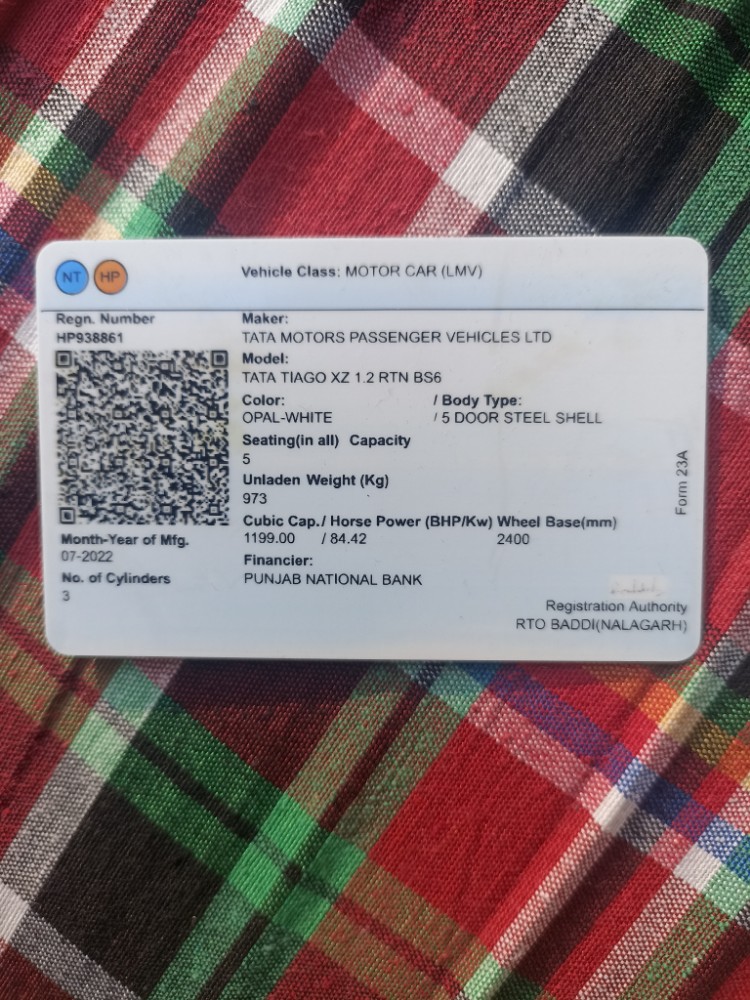 NT HP
Vehicle Class: MOTOR CAR (LMV)
Regn. Number
HP938861
Maker:
TATA MOTORS PASSENGER VEHICLES LTD
Model:
TATA TIAGO XZ 1.2 RTN BS6
Color: / Body Type:
OPAL-WHITE / 5 DOOR STEEL SHELL
Seating(in all) Capacity
5
Unladen Weight (Kg)
973
Cubic Cap./ Horse Power (BHP/Kw) Wheel Base(mm)
1199.00 / 84.42 2400
Financier:
PUNJAB NATIONAL BANK
Month-Year of Mfg.
07-2022
No. of Cylinders
3
Form 23A
Registration Authority
RTO BADDI(NALAGARH)